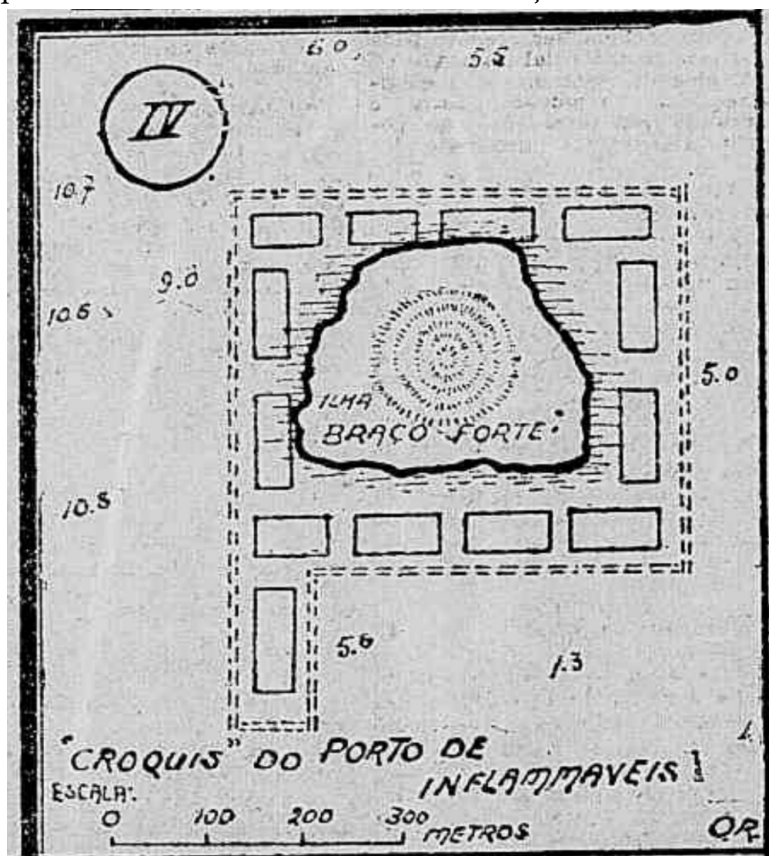 6.0
5.5
IV
10.7
9.0
10.6
5.0
ILHA
BRAÇO-FORTE
10.8
5.6
1.3
"CROQUIS" DO PORTO DE
INFLAMMAVEIS
ESCALA:
0 100 200 300
METROS